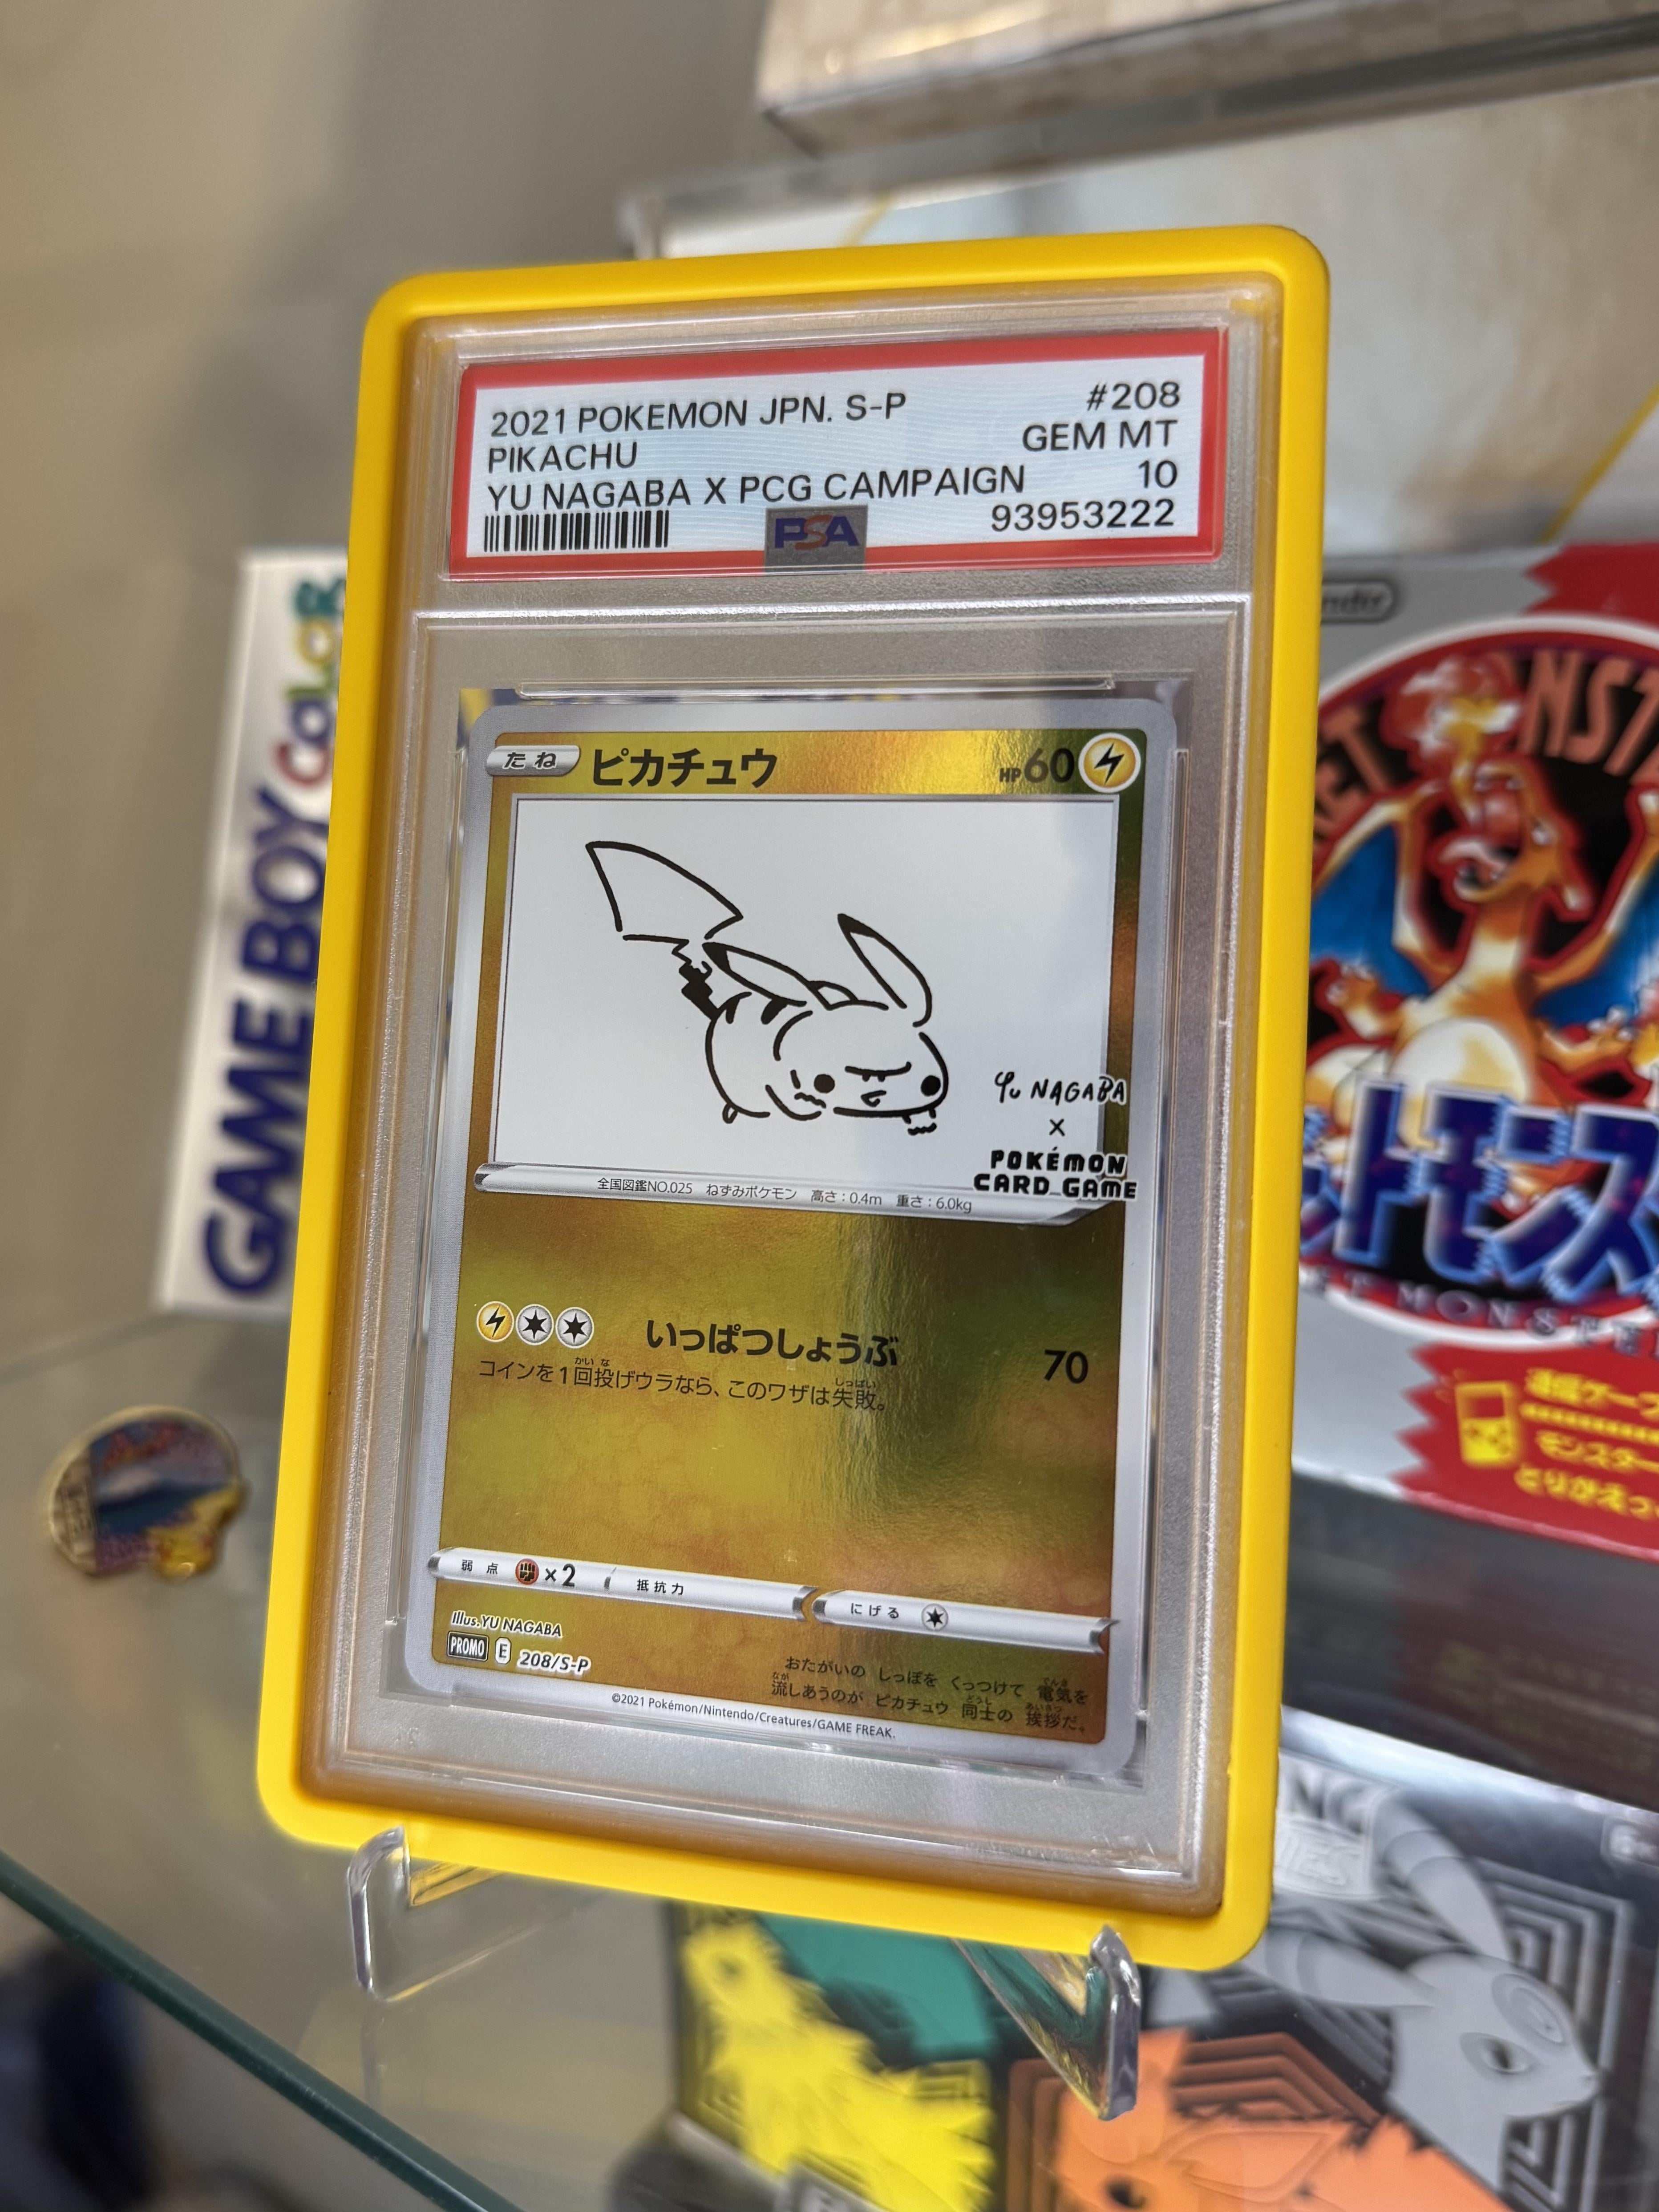 2021 POKEMON JPN. S-P #208
PIKACHU GEM MT
YU NAGABA X PCG CAMPAIGN 10
93953222
PSA
GAME BOY COLOR
たね ピカチュウ HP60
Yu NAGABA
×
POKÉMON
CARD GAME
全国図鑑NO.025 ねずみポケモン 高さ:0.4m 重さ:6.0kg
いっぱつしょうぶ 70
コインを1回投げウラなら、このワザは失敗。
弱点 ×2 抵抗力 にげる
Illus.YU NAGABA
PROMO E 208/S-P
おたがいの しっぽを くっつけて 電気を
流しあうのが ピカチュウ 同士の 挨拶だ。
©2021 Pokémon/Nintendo/Creatures/GAME FREAK.